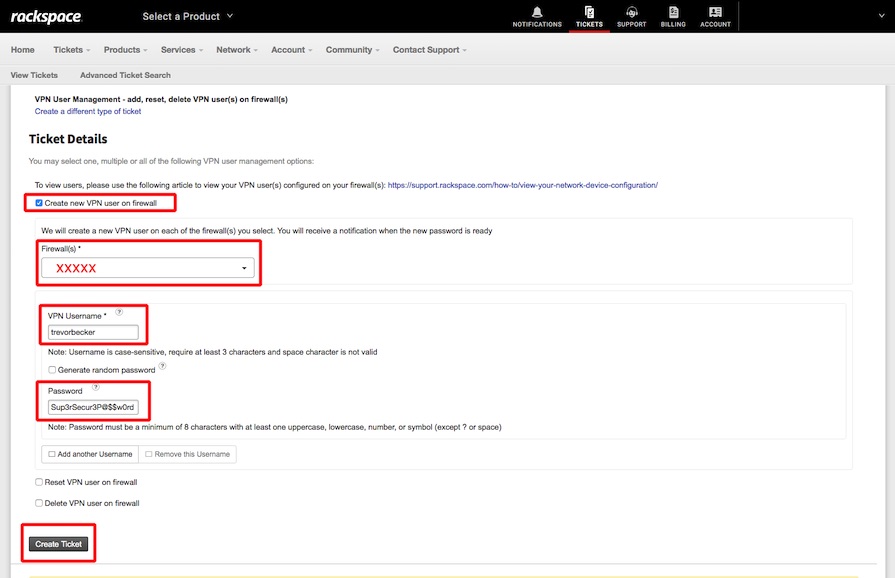 rackspace.
Select a Product
NOTIFICATIONS TICKETS SUPPORT BILLING ACCOUNT
Home Tickets Products Services Network Account Community Contact Support
View Tickets Advanced Ticket Search
VPN User Management - add, reset, delete VPN user(s) on firewall(s)
Create a different type of ticket
Ticket Details
You may select one, multiple or all of the following VPN user management options:
To view users, please use the following article to view your VPN user(s) configured on your firewall(s): https://support.rackspace.com/how-to/view-your-network-device-configuration/
Create new VPN user on firewall
We will create a new VPN user on each of the firewall(s) you select. You will receive a notification when the new password is ready
Firewall(s) *
XXXXX
VPN Username * ?
trevorbecker
Note: Username is case-sensitive, require at least 3 characters and space character is not valid
Generate random password ?
Password ?
Sup3rSecur3P@$$w0rd
Note: Password must be a minimum of 8 characters with at least one uppercase, lowercase, number, or symbol (except ? or space)
Add another Username Remove this Username
Reset VPN user on firewall
Delete VPN user on firewall
Create Ticket